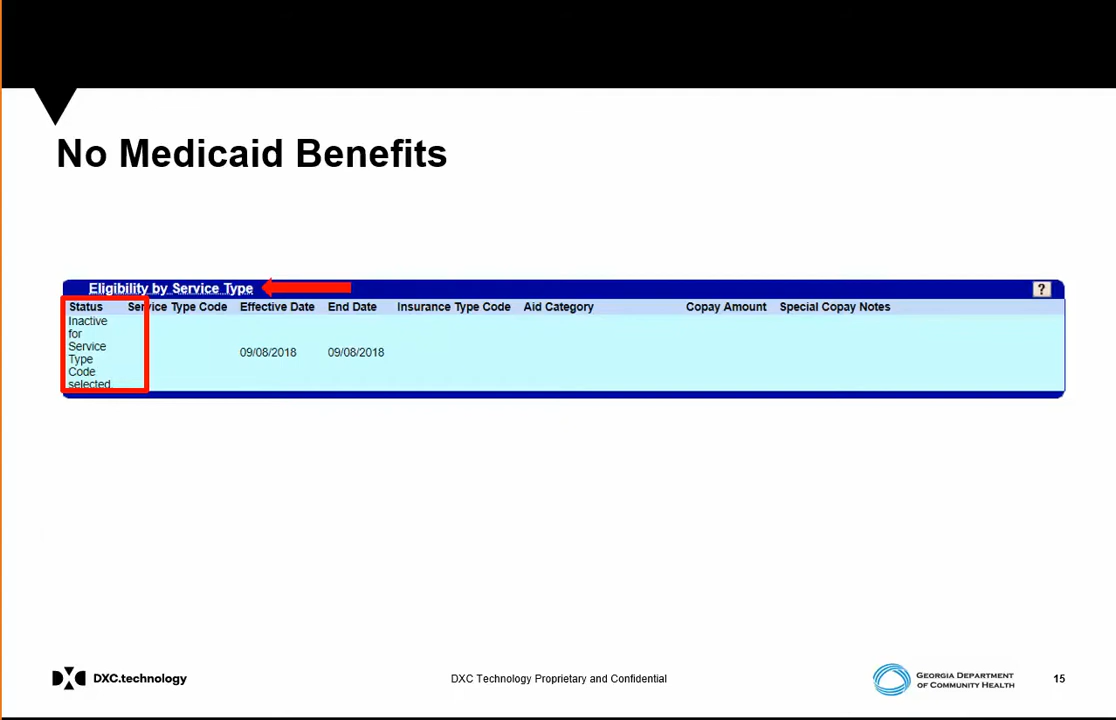 No Medicaid Benefits
Eligibility by Service Type
?
Status Service Type Code Effective Date End Date Insurance Type Code Aid Category Copay Amount Special Copay Notes
Inactive
for
Service
Type
Code
selected
09/08/2018 09/08/2018
DXC.technology
DXC Technology Proprietary and Confidential
GEORGIA DEPARTMENT
OF COMMUNITY HEALTH
15